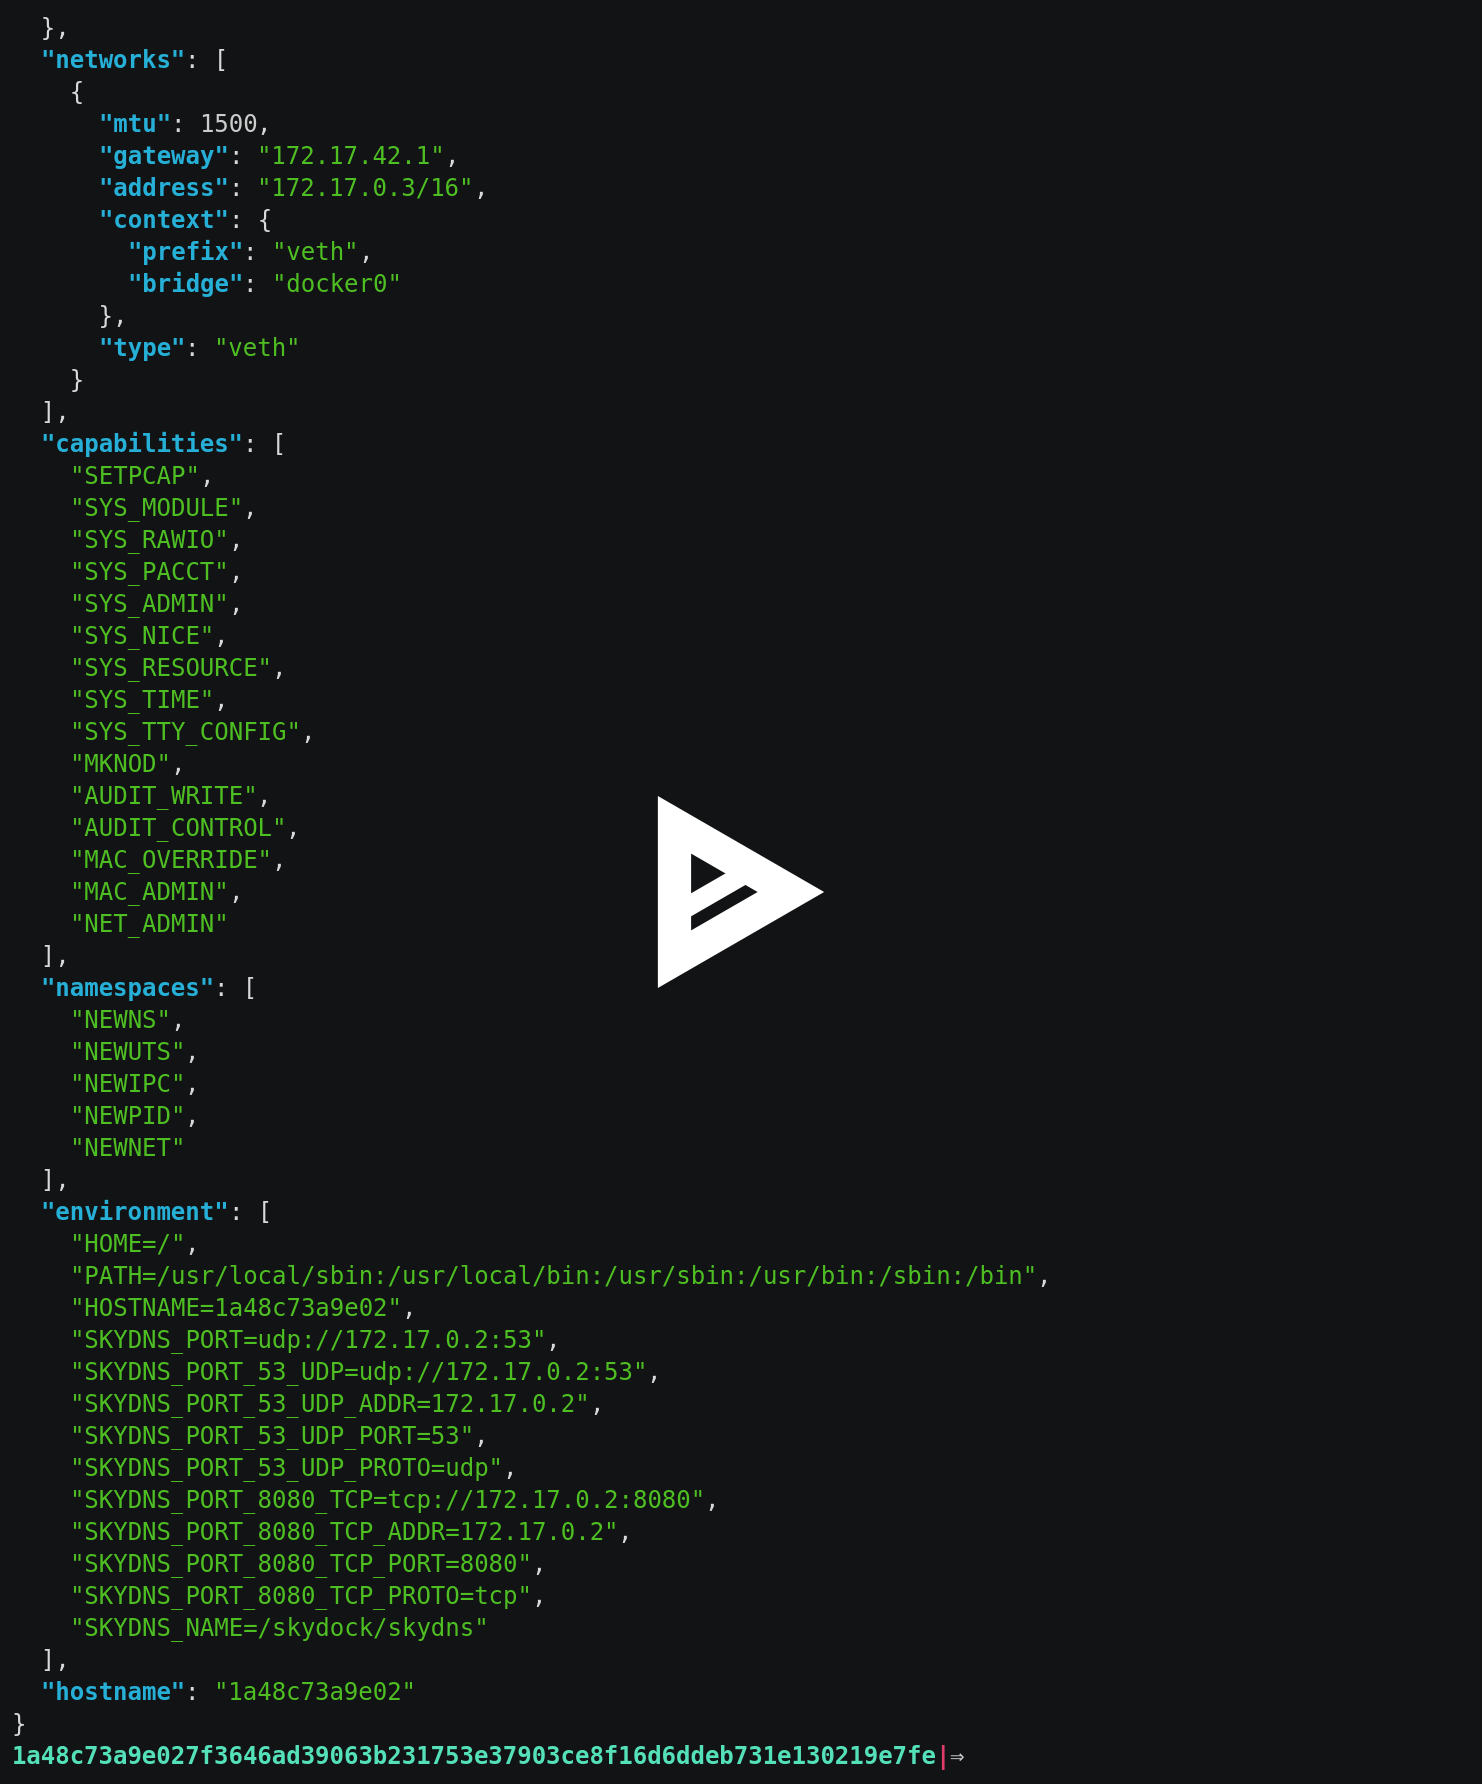 },
"networks": [
{
"mtu": 1500,
"gateway": "172.17.42.1",
"address": "172.17.0.3/16",
"context": {
"prefix": "veth",
"bridge": "docker0"
},
"type": "veth"
}
],
"capabilities": [
"SETPCAP",
"SYS_MODULE",
"SYS_RAWIO",
"SYS_PACCT",
"SYS_ADMIN",
"SYS_NICE",
"SYS_RESOURCE",
"SYS_TIME",
"SYS_TTY_CONFIG",
"MKNOD",
"AUDIT_WRITE",
"AUDIT_CONTROL",
"MAC_OVERRIDE",
"MAC_ADMIN",
"NET_ADMIN"
],
"namespaces": [
"NEWNS",
"NEWUTS",
"NEWIPC",
"NEWPID",
"NEWNET"
],
"environment": [
"HOME=/",
"PATH=/usr/local/sbin:/usr/local/bin:/usr/sbin:/usr/bin:/sbin:/bin",
"HOSTNAME=1a48c73a9e02",
"SKYDNS_PORT=udp://172.17.0.2:53",
"SKYDNS_PORT_53_UDP=udp://172.17.0.2:53",
"SKYDNS_PORT_53_UDP_ADDR=172.17.0.2",
"SKYDNS_PORT_53_UDP_PORT=53",
"SKYDNS_PORT_53_UDP_PROTO=udp",
"SKYDNS_PORT_8080_TCP=tcp://172.17.0.2:8080",
"SKYDNS_PORT_8080_TCP_ADDR=172.17.0.2",
"SKYDNS_PORT_8080_TCP_PORT=8080",
"SKYDNS_PORT_8080_TCP_PROTO=tcp",
"SKYDNS_NAME=/skydock/skydns"
],
"hostname": "1a48c73a9e02"
}
1a48c73a9e027f3646ad39063b231753e37903ce8f16d6ddeb731e130219e7fe|⇒